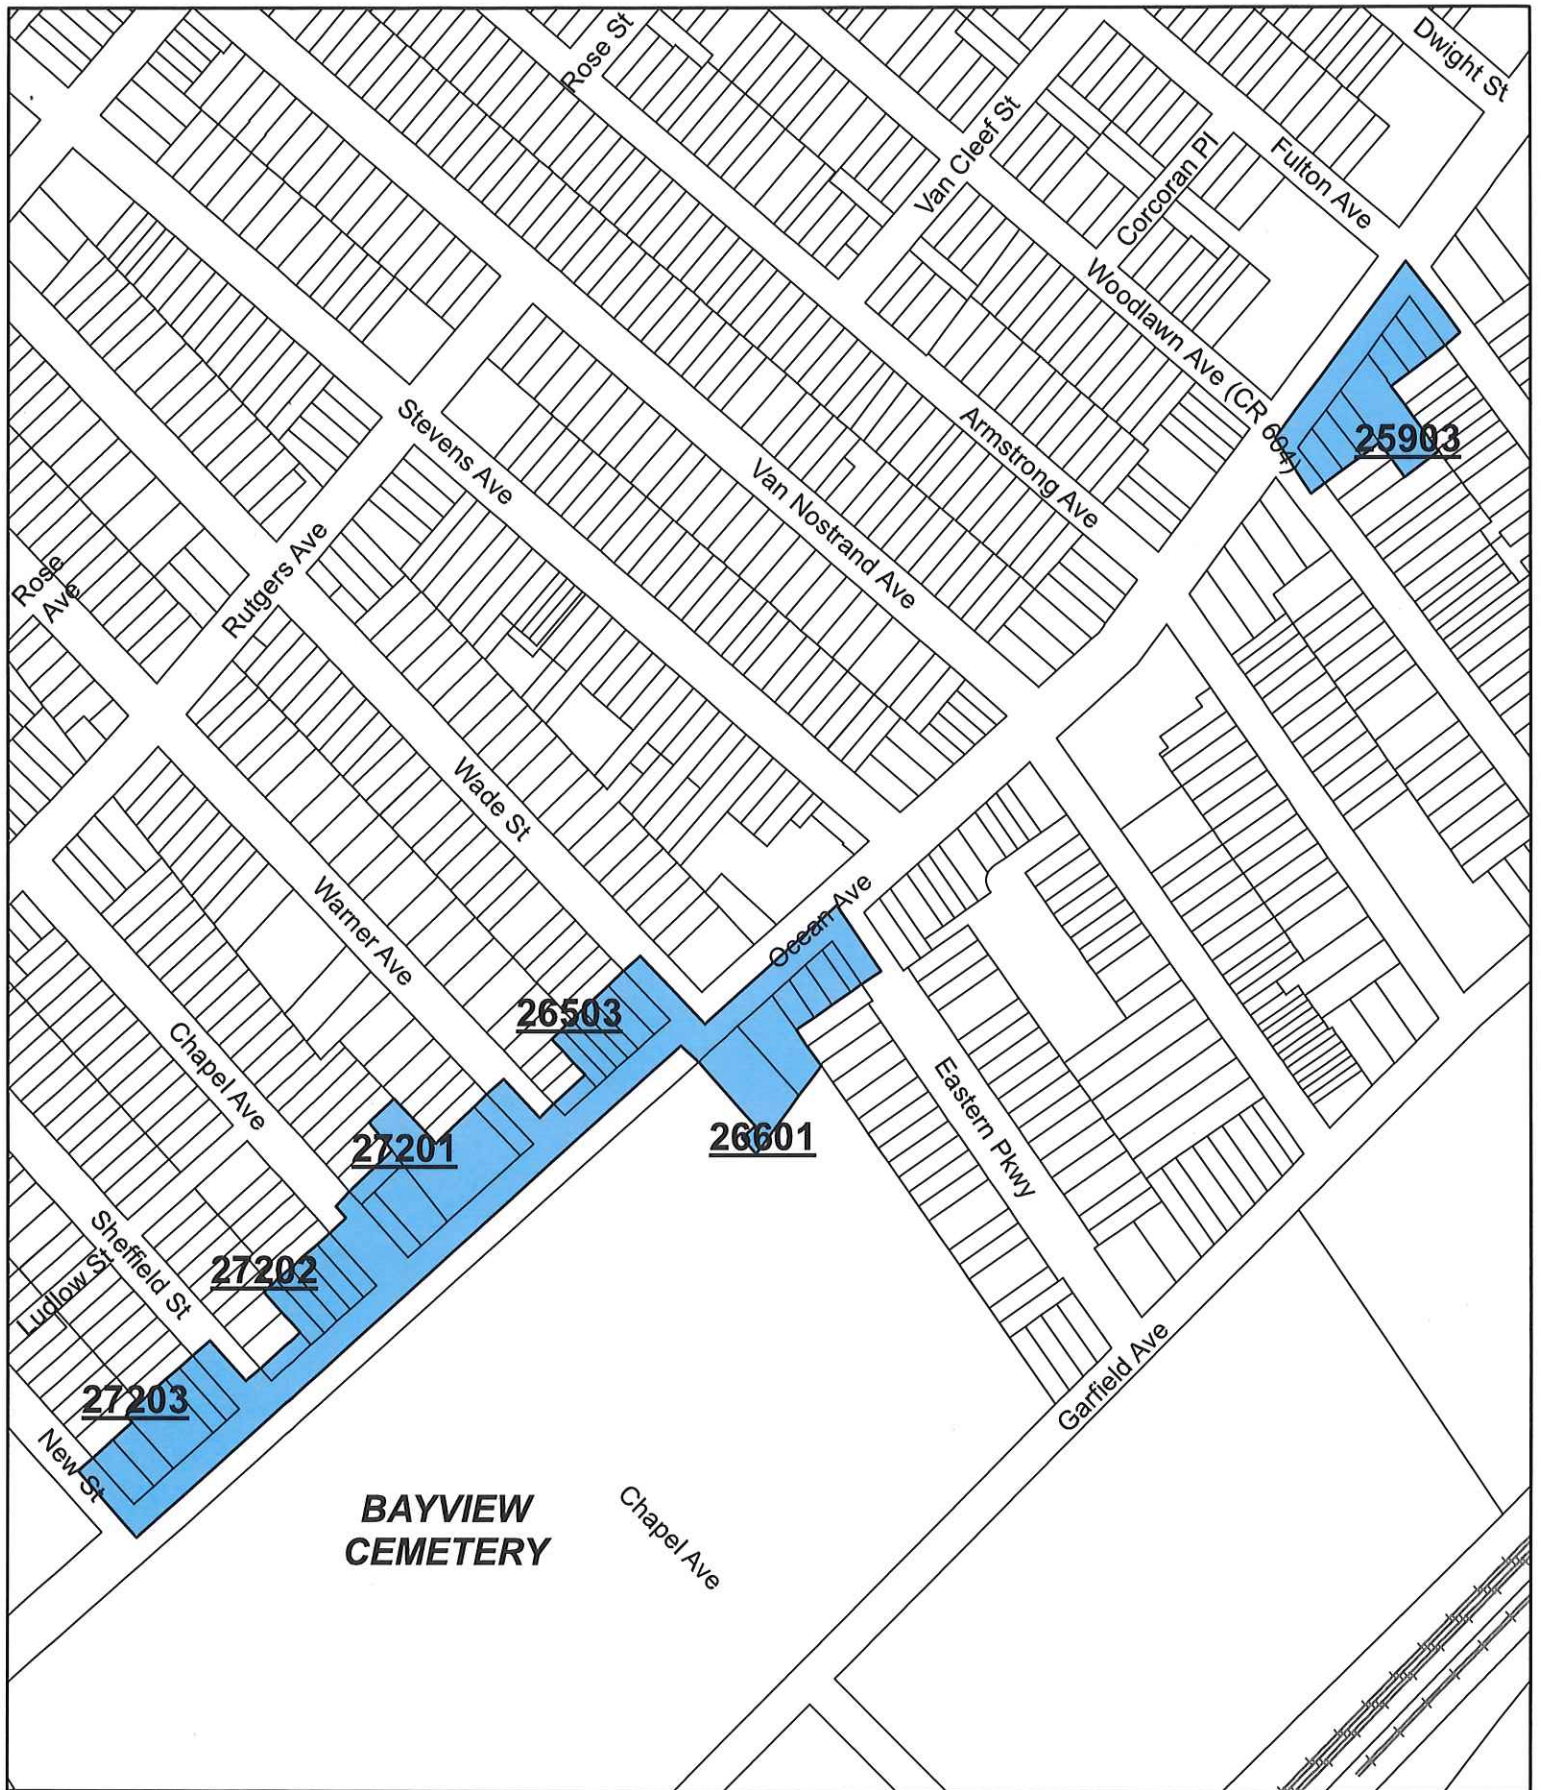 Dwight St
Rose St
Van Cleef St
Corcoran Pl
Fulton Ave
Woodlawn Ave (CR 604)
25903
Stevens Ave
Armstrong Ave
Van Nostrand Ave
Rose
Ave
Rutgers Ave
Wade St
Warner Ave
Ocean Ave
26503
Chapel Ave
27201
26601
Eastern Pkwy
Sheffield St
Ludlow St
27202
27203
New St
Garfield Ave
BAYVIEW
CEMETERY
Chapel Ave